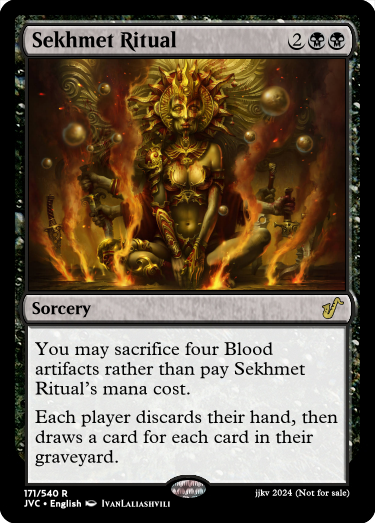 Sekhmet Ritual 2
Sorcery
You may sacrifice four Blood
artifacts rather than pay Sekhmet
Ritual's mana cost.
Each player discards their hand, then
draws a card for each card in their
graveyard.
171/540 R
JVC • English IvanLaliashvili
jjkv 2024 (Not for sale)